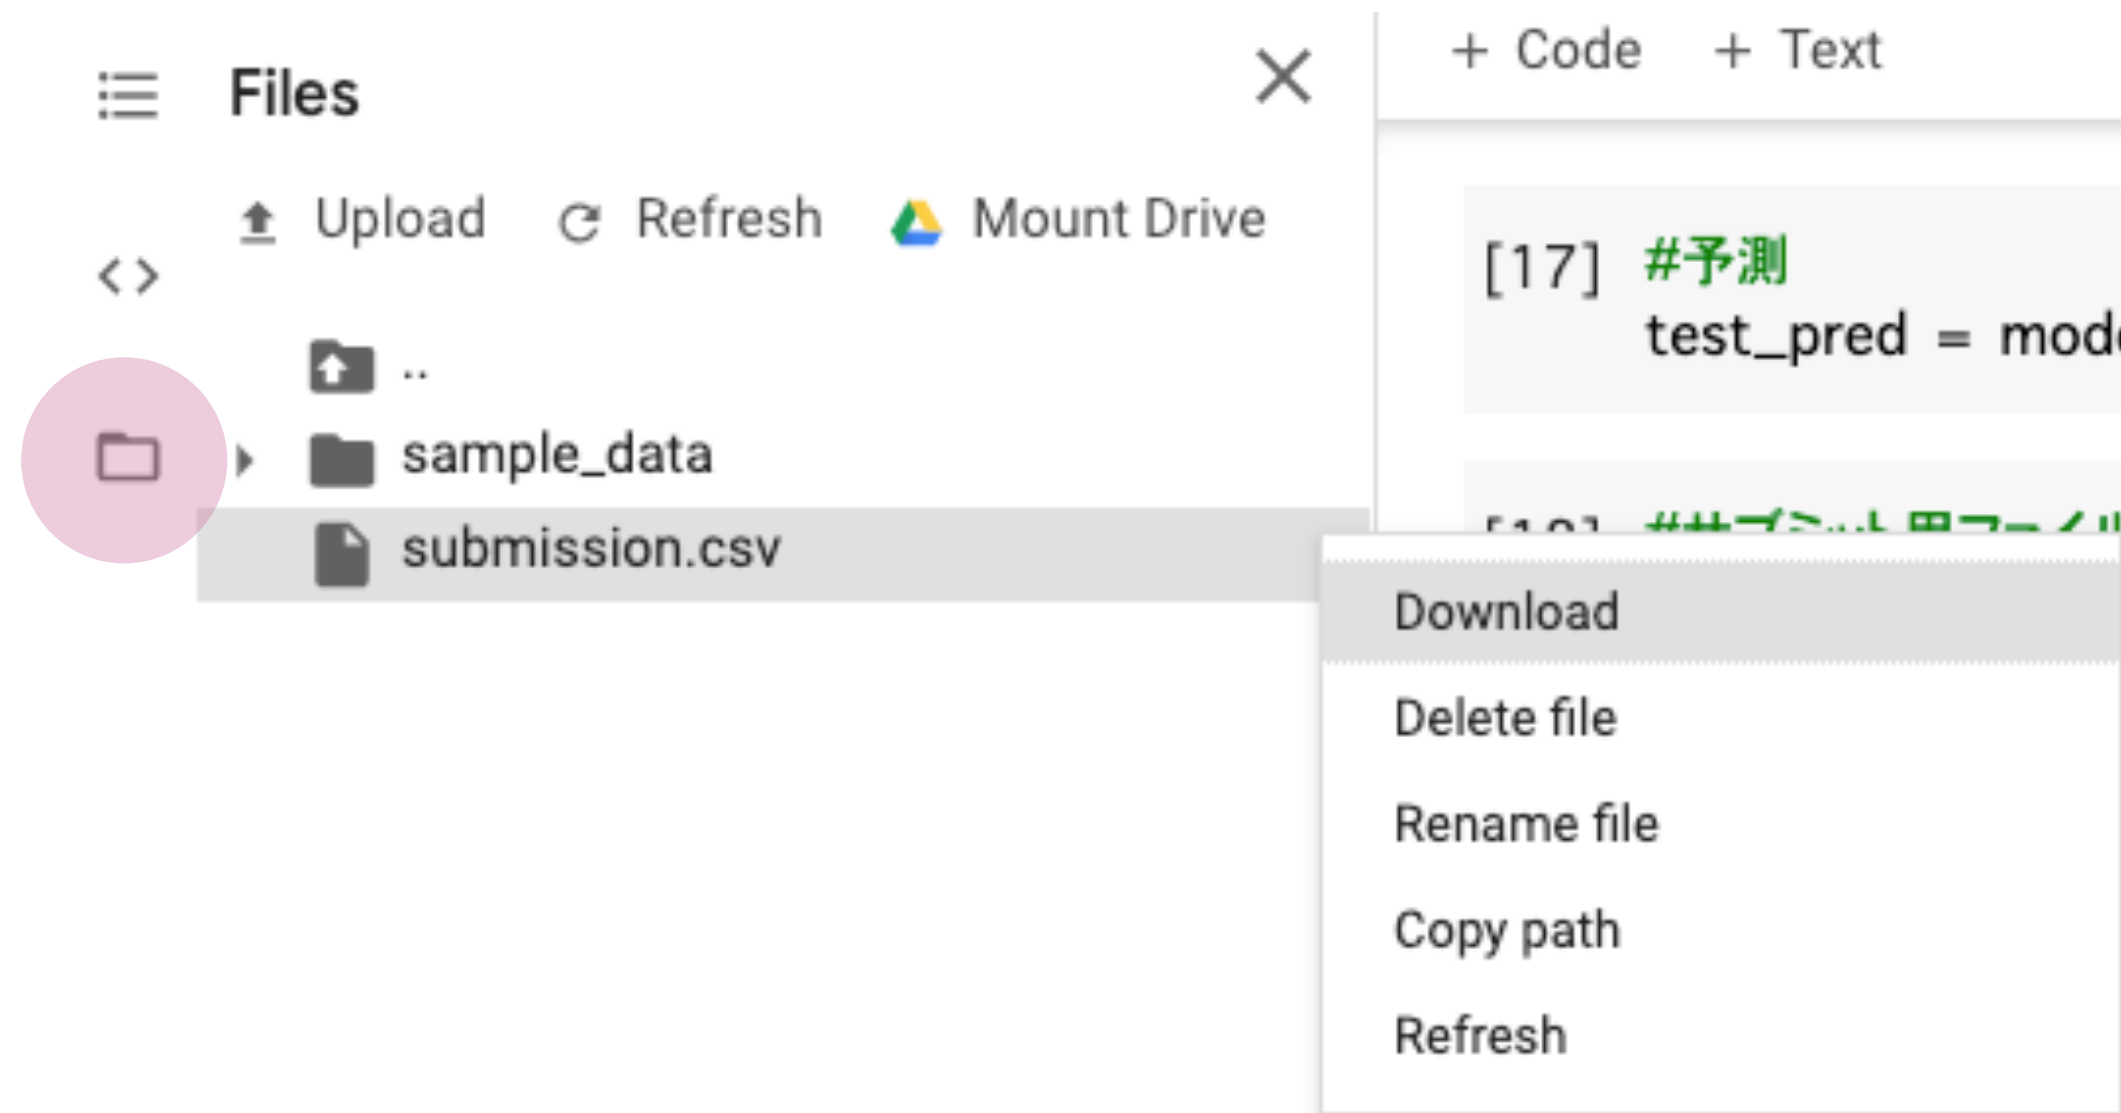 Files
Upload Refresh Mount Drive
..
sample_data
submission.csv
+ Code + Text
[17] #予測
test_pred =
Download
Delete file
Rename file
Copy path
Refresh